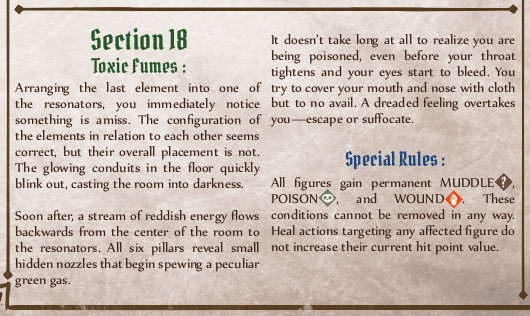 Section 18
Toxic Fumes :
Arranging the last element into one of
the resonators, you immediately notice
something is amiss. The configuration of
the elements in relation to each other seems
correct, but their overall placement is not.
The glowing conduits in the floor quickly
blink out, casting the room into darkness.
Soon after, a stream of reddish energy flows
backwards from the center of the room to
the resonators. All six pillars reveal small
hidden nozzles that begin spewing a peculiar
green gas.
It doesn't take long at all to realize you are
being poisoned, even before your throat
tightens and your eyes start to bleed. You
try to cover your mouth and nose with cloth
but to no avail. A dreaded feeling overtakes
you—escape or suffocate.
Special Rules :
All figures gain permanent MUDDLE ?,
POISON, and WOUND. These
conditions cannot be removed in any way.
Heal actions targeting any affected figure do
not increase their current hit point value.